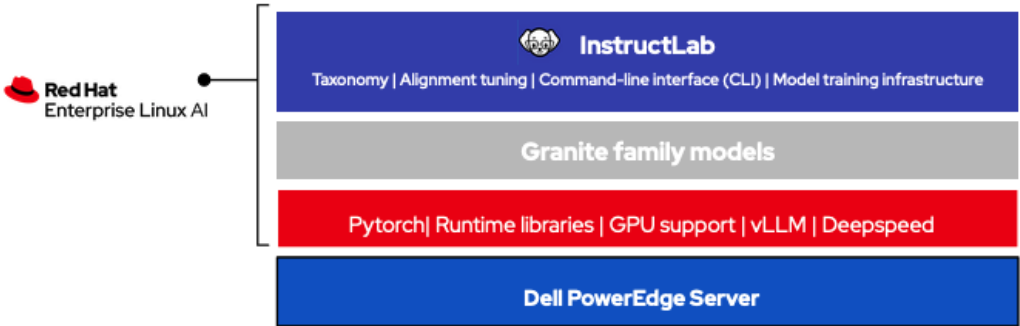 InstructLab
Taxonomy | Alignment tuning | Command-line interface (CLI) | Model training infrastructure
Red Hat
Enterprise Linux AI
Granite family models
Pytorch| Runtime libraries | GPU support | vLLM | Deepspeed
Dell PowerEdge Server